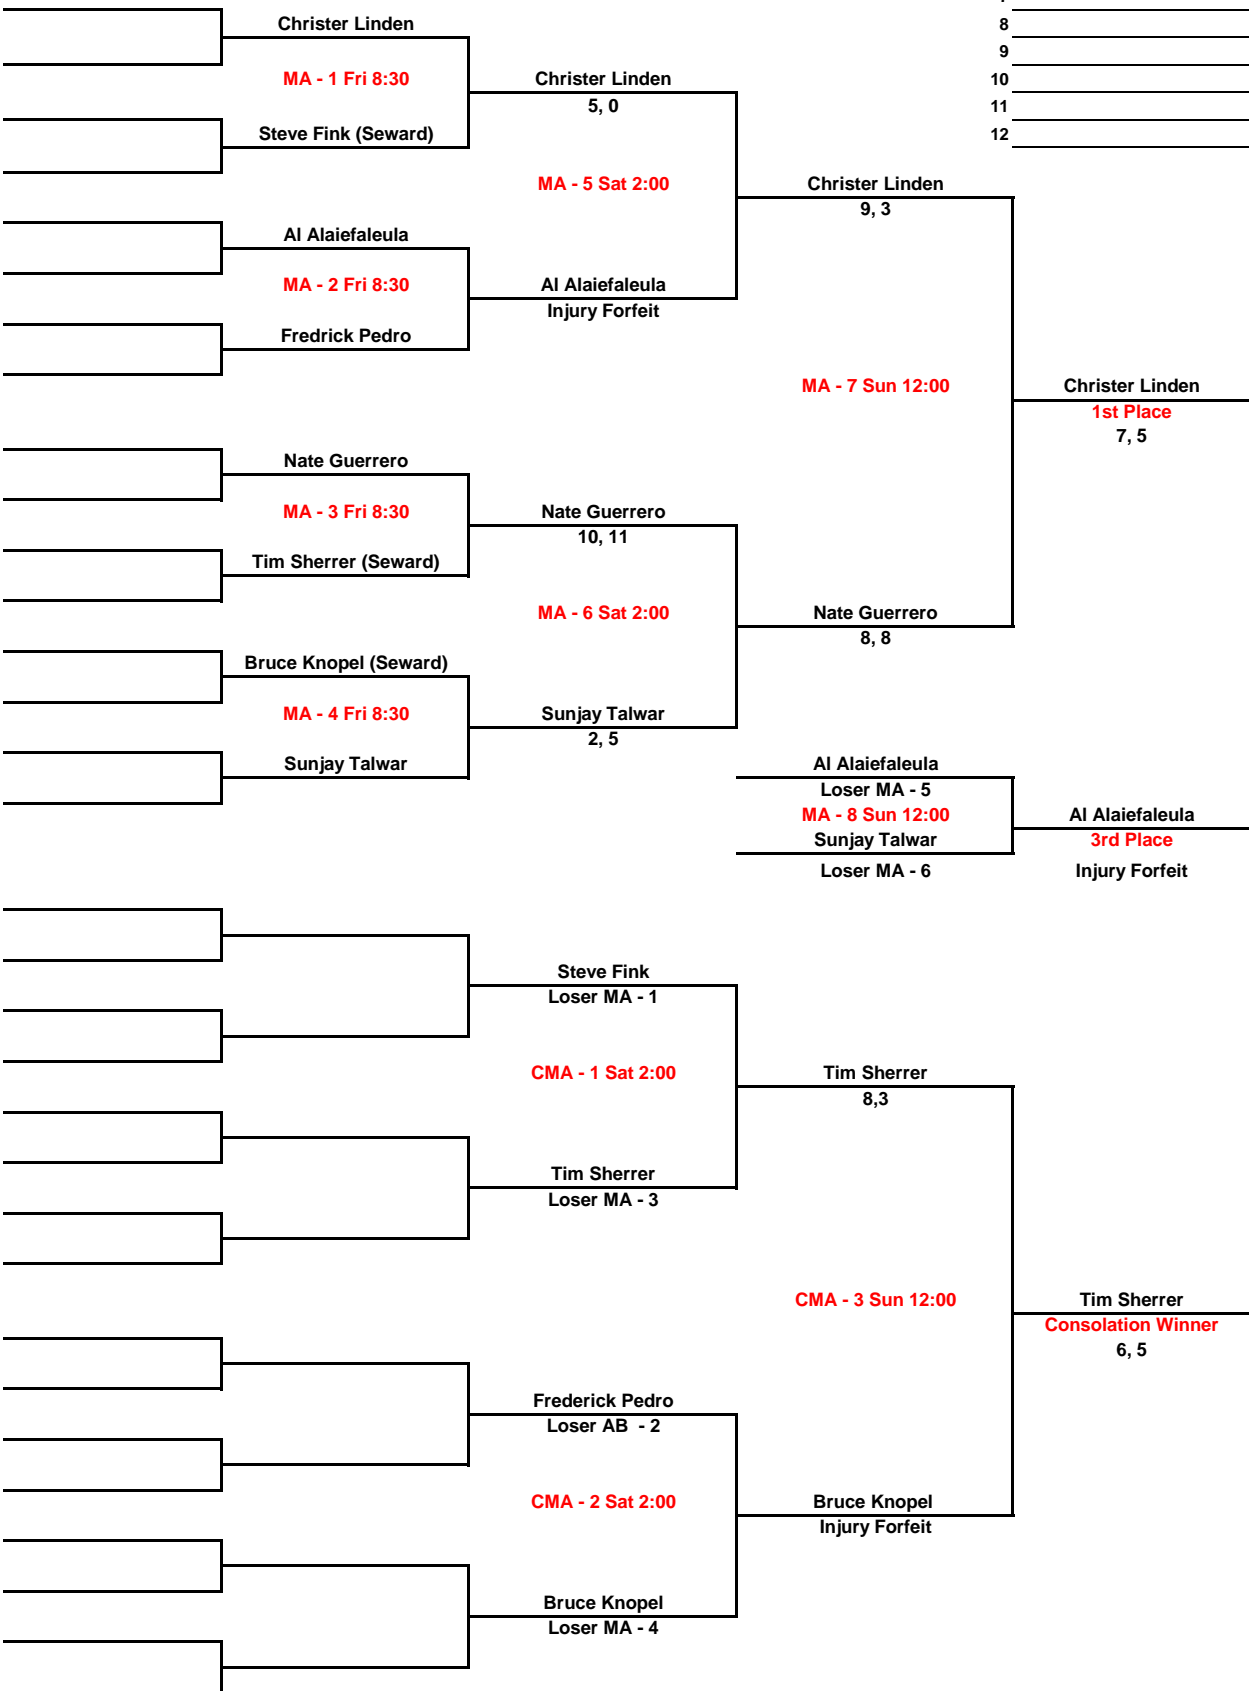 Christer Linden
8
9
MA - 1 Fri 8:30
Christer Linden
10
5, 0
11
Steve Fink (Seward)
12
MA - 5 Sat 2:00
Christer Linden
9, 3
Al Alaiefaleula
MA - 2 Fri 8:30
Al Alaiefaleula
Injury Forfeit
Fredrick Pedro
MA - 7 Sun 12:00
Christer Linden
1st Place
7, 5
Nate Guerrero
MA - 3 Fri 8:30
Nate Guerrero
10, 11
Tim Sherrer (Seward)
MA - 6 Sat 2:00
Nate Guerrero
8, 8
Bruce Knopel (Seward)
MA - 4 Fri 8:30
Sunjay Talwar
2, 5
Sunjay Talwar
Al Alaiefaleula
Loser MA - 5
MA - 8 Sun 12:00
Al Alaiefaleula
Sunjay Talwar
3rd Place
Loser MA - 6
Injury Forfeit
Steve Fink
Loser MA - 1
CMA - 1 Sat 2:00
Tim Sherrer
8,3
Tim Sherrer
Loser MA - 3
CMA - 3 Sun 12:00
Tim Sherrer
Consolation Winner
6, 5
Frederick Pedro
Loser AB  - 2
CMA - 2 Sat 2:00
Bruce Knopel
Injury Forfeit
Bruce Knopel
Loser MA - 4